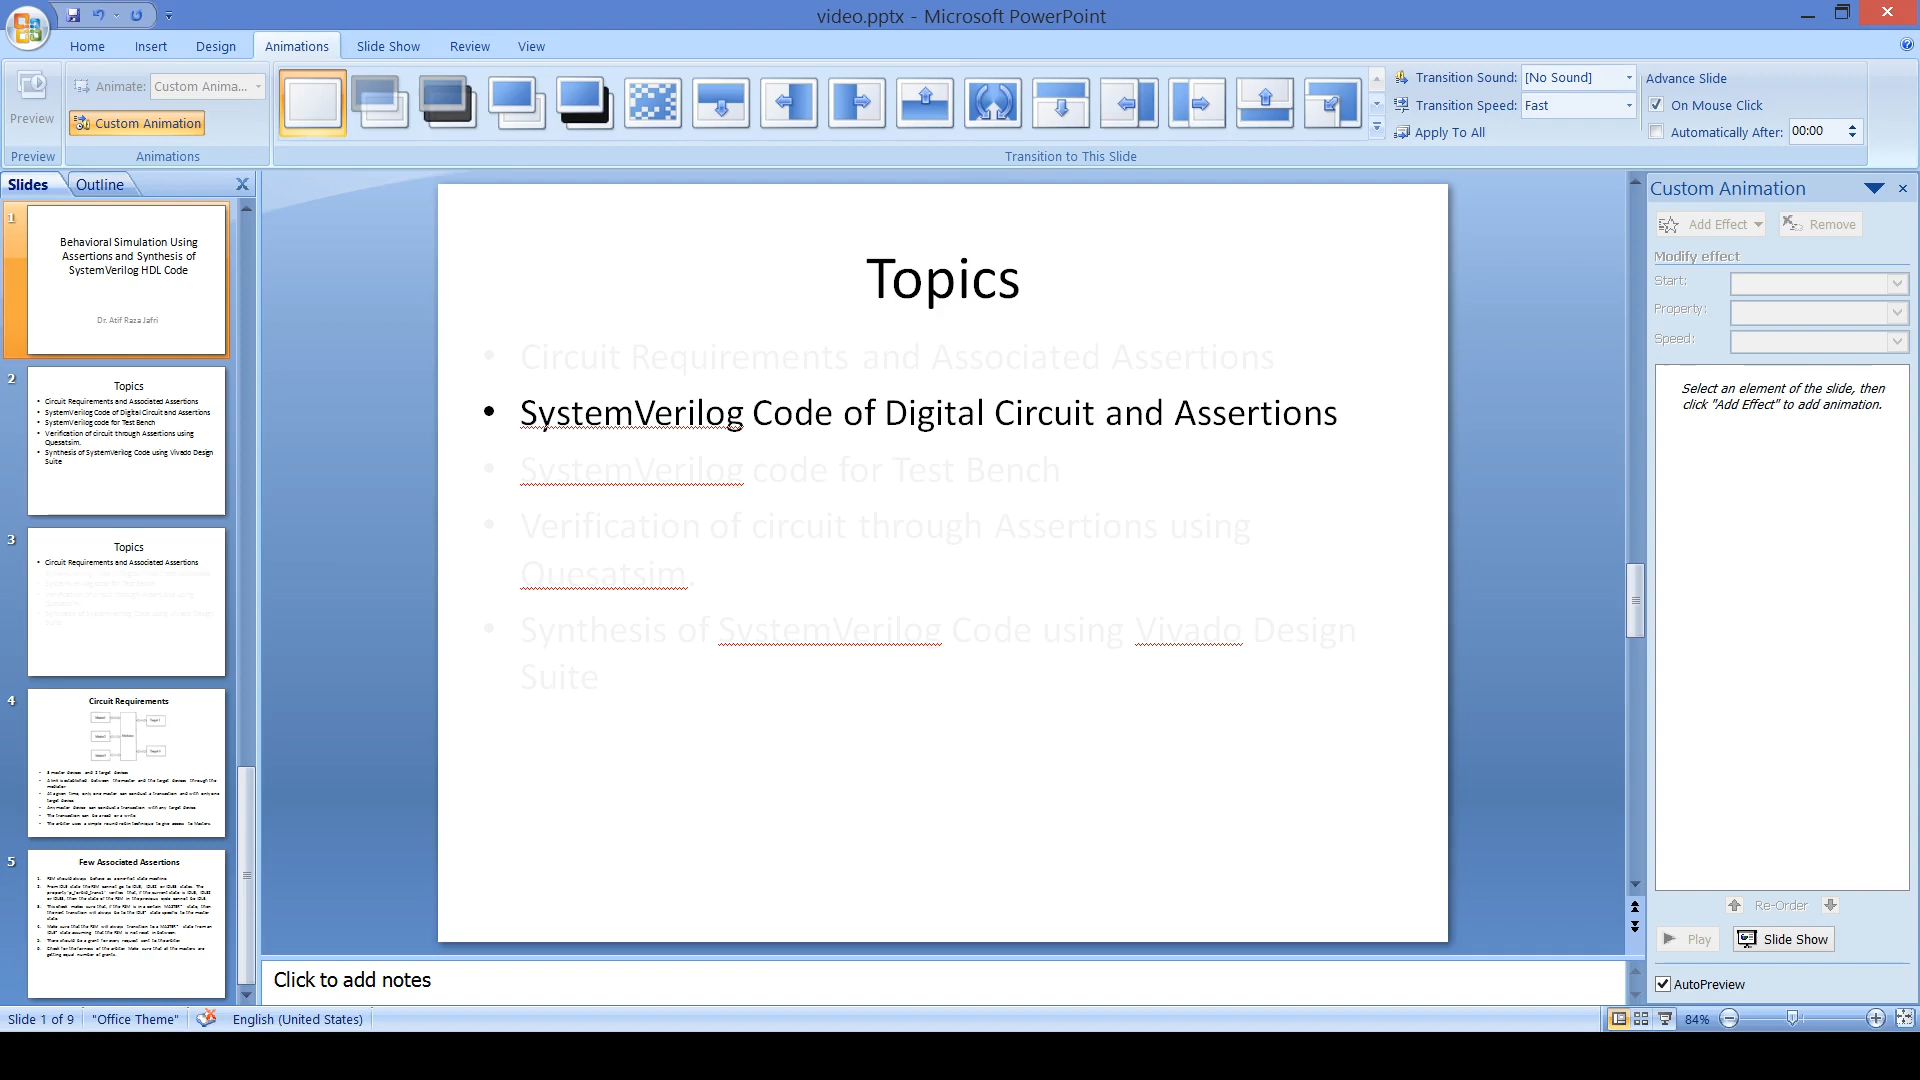 video.pptx - Microsoft PowerPoint
Home Insert Design Animations Slide Show Review View
Preview
Animate: Custom Anima...
Custom Animation
Preview
Animations
Transition to This Slide
Transition Sound: [No Sound]
Transition Speed: Fast
Apply To All
Advance Slide
On Mouse Click
Automatically After: 00:00
Slides Outline
1
Behavioral Simulation Using
Assertions and Synthesis of
SystemVerilog HDL Code
Dr. Atif Raza Jafri
2
Topics
• Circuit Requirements and Associated Assertions
• SystemVerilog Code of Digital Circuit and Assertions
• SystemVerilog code for Test Bench
• Verification of circuit through Assertions using
Quesatsim.
• Synthesis of SystemVerilog Code using Vivado Design
Suite
3
Topics
• Circuit Requirements and Associated Assertions
4
Circuit Requirements
5
Few Associated Assertions
Topics
• Circuit Requirements and Associated Assertions
• SystemVerilog Code of Digital Circuit and Assertions
• SystemVerilog code for Test Bench
• Verification of circuit through Assertions using
Quesatsim.
• Synthesis of SystemVerilog Code using Vivado Design
Suite
Click to add notes
Custom Animation
Add Effect Remove
Modify effect
Start:
Property:
Speed:
Select an element of the slide, then
click "Add Effect" to add animation.
Re-Order
Play Slide Show
AutoPreview
Slide 1 of 9 "Office Theme" English (United States) 84%